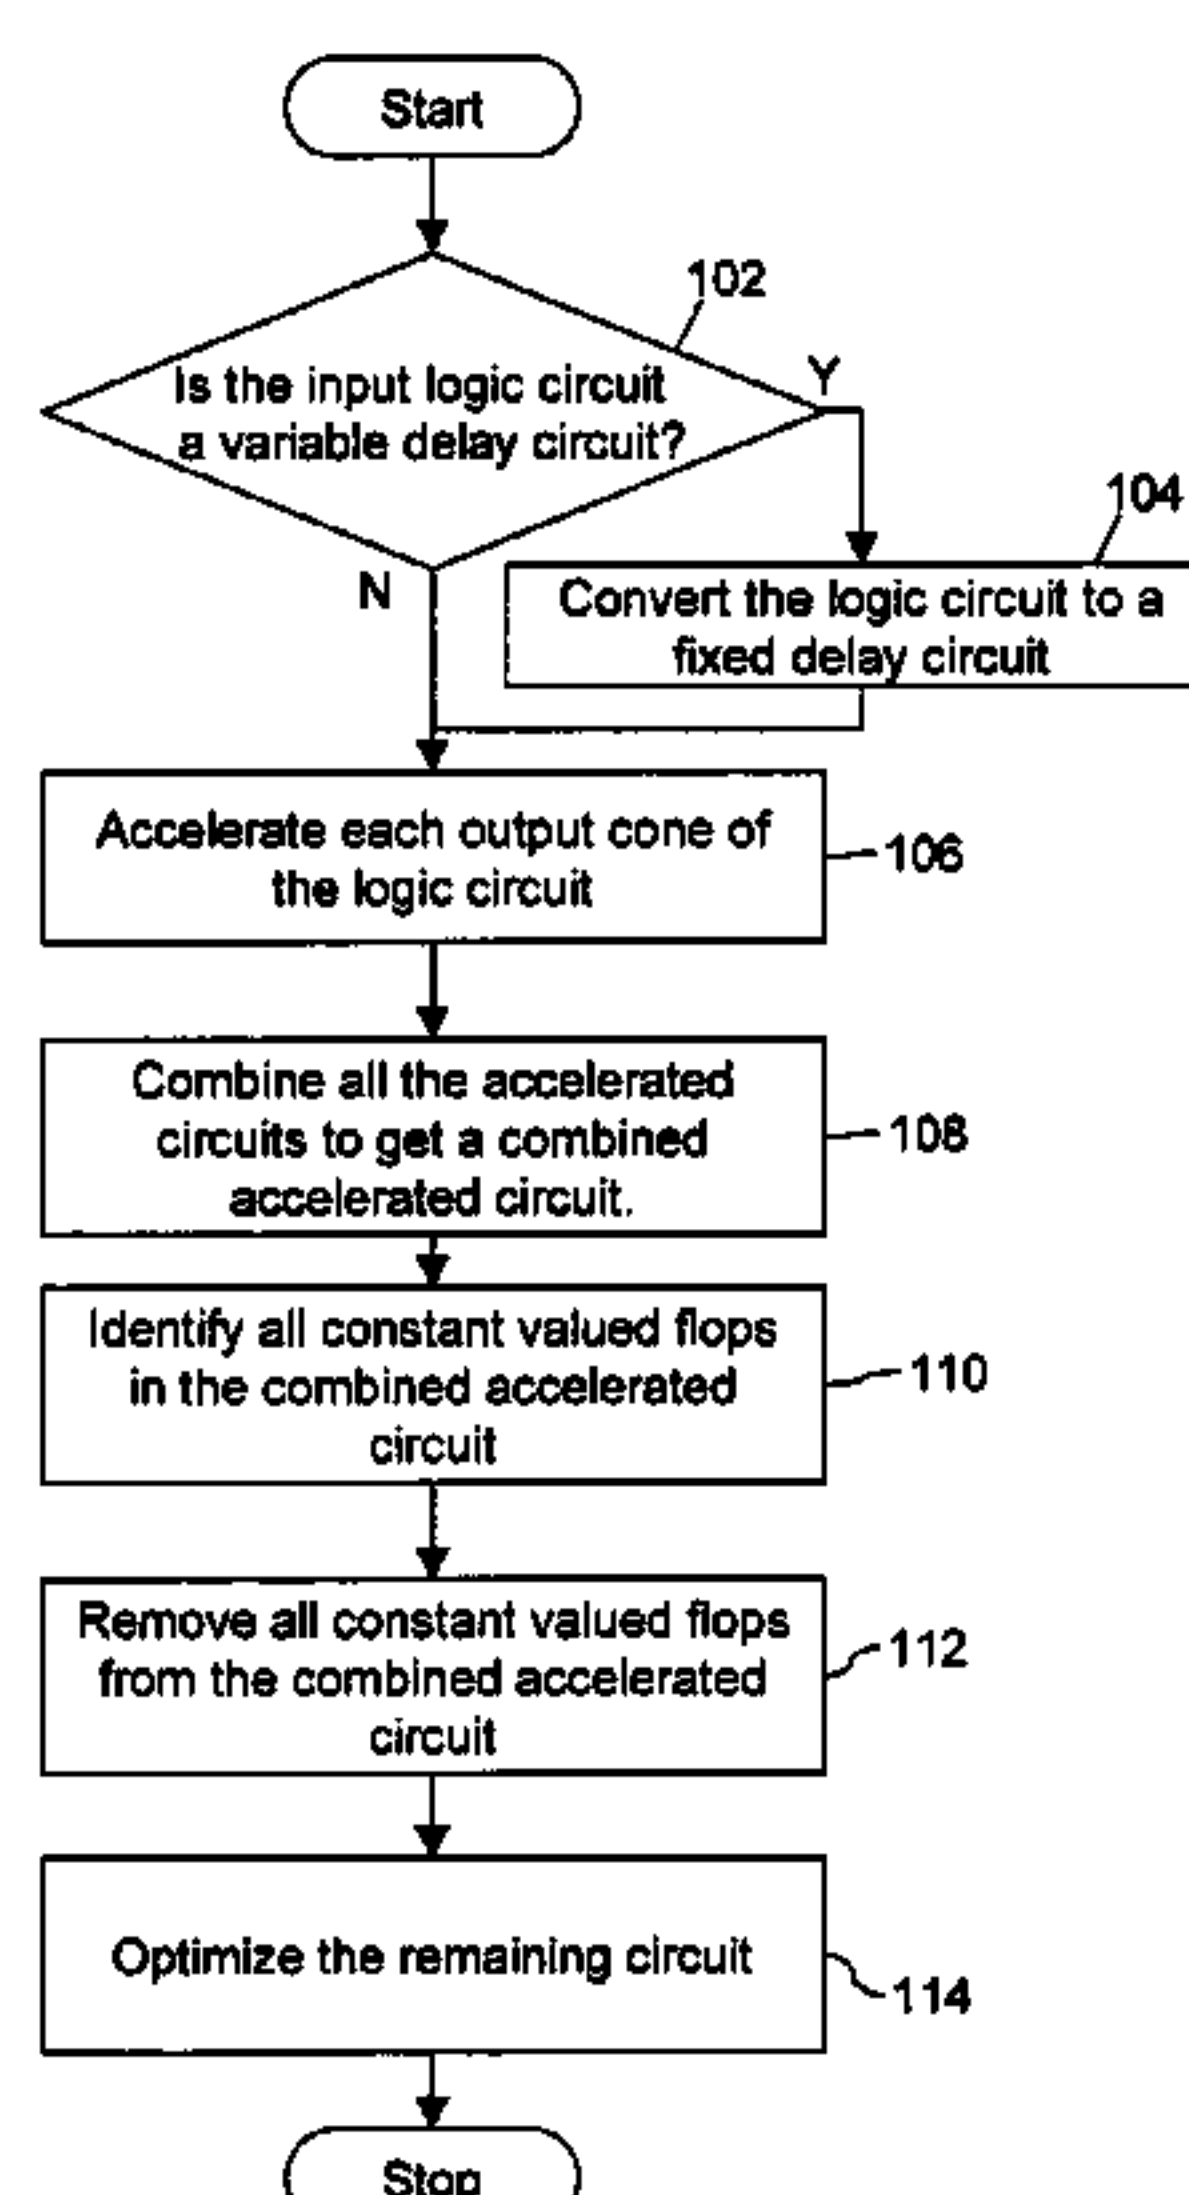 Start
102
Is the input logic circuit
a variable delay circuit?
Y
104
N
Convert the logic circuit to a
fixed delay circuit
Accelerate each output cone of
the logic circuit
106
Combine all the accelerated
circuits to get a combined
accelerated circuit.
108
Identify all constant valued flops
in the combined accelerated
circuit
110
Remove all constant valued flops
from the combined accelerated
circuit
112
Optimize the remaining circuit
114
Stop